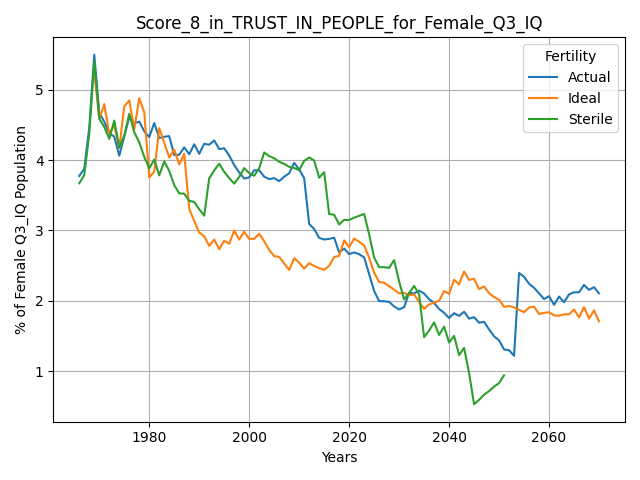 Score_8_in_TRUST_IN_PEOPLE_for_Female_Q3_IQ
Fertility
Actual
Ideal
Sterile
% of Female Q3_IQ Population
5
4
3
2
1
1980 2000 2020 2040 2060
Years